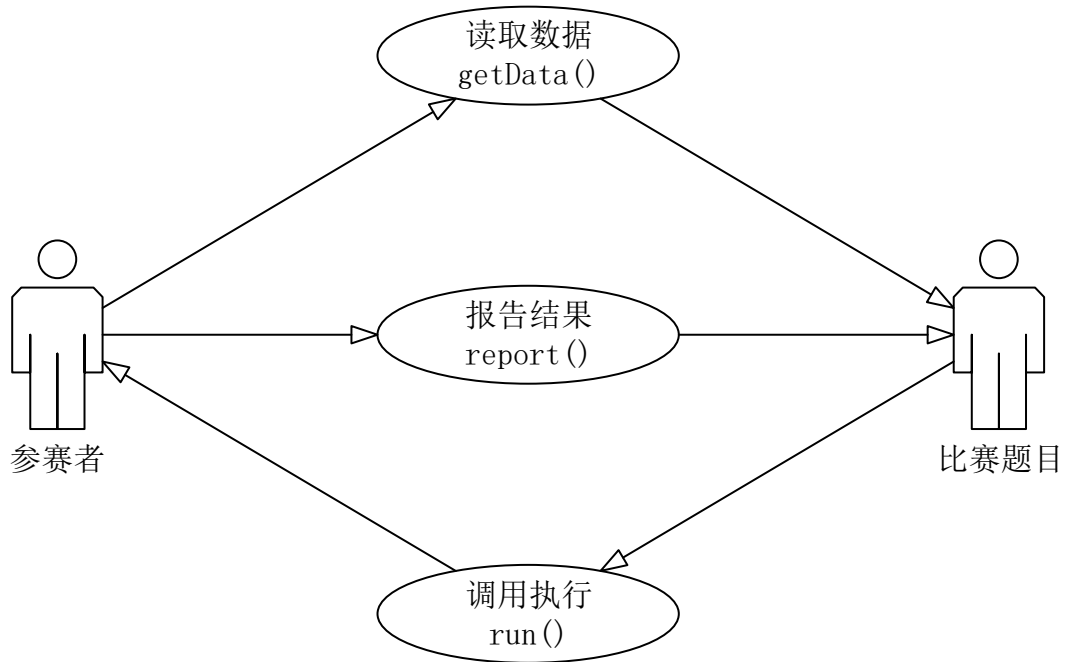 读取数据
getData()
报告结果
report()
参赛者
比赛题目
调用执行
run()